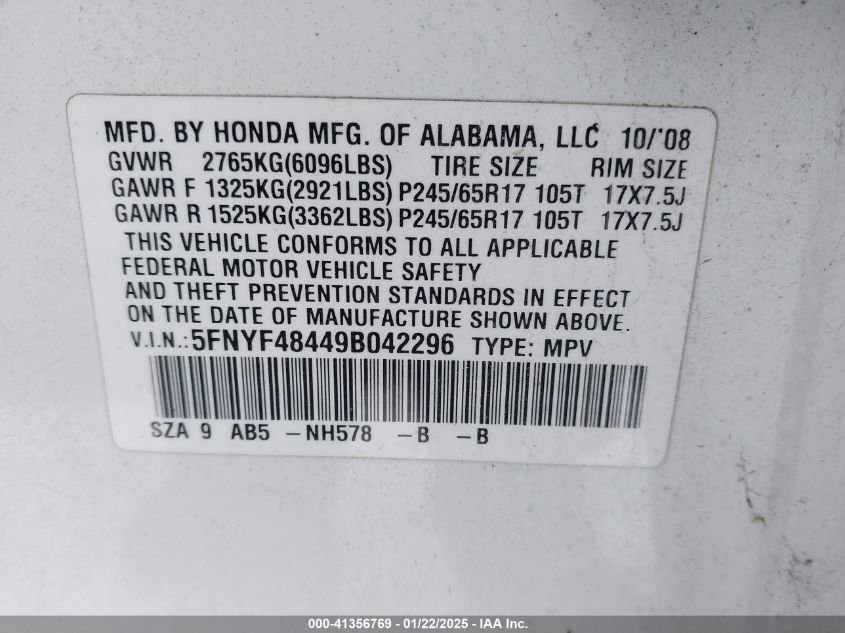 MFD. BY HONDA MFG. OF ALABAMA, LLC 10/'08
GVWR 2765KG(6096LBS) TIRE SIZE RIM SIZE
GAWR F 1325KG(2921LBS) P245/65R17 105T 17X7.5J
GAWR R 1525KG(3362LBS) P245/65R17 105T 17X7.5J
THIS VEHICLE CONFORMS TO ALL APPLICABLE
FEDERAL MOTOR VEHICLE SAFETY
AND THEFT PREVENTION STANDARDS IN EFFECT
ON THE DATE OF MANUFACTURE SHOWN ABOVE.
V.I.N.:5FNYF48449B042296 TYPE: MPV
SZA 9 AB5 -NH578 -B -B
000-41356769 - 01/22/2025 - IAA Inc.